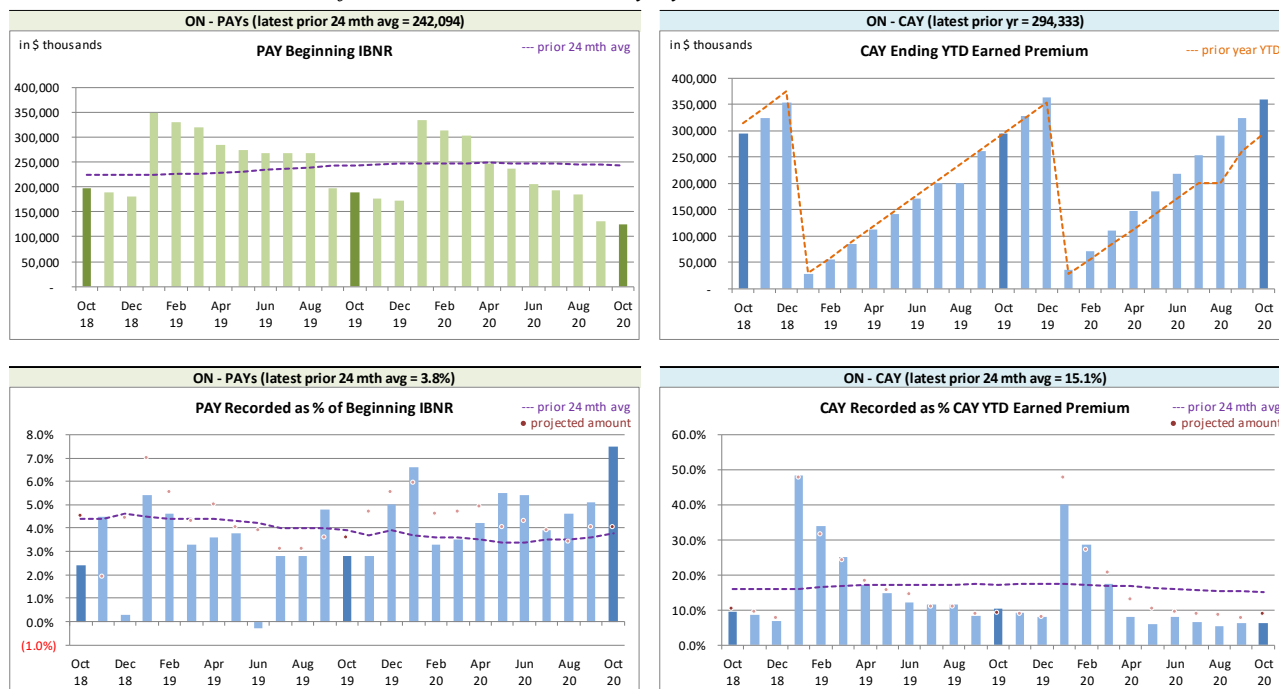 ON - PAYs (latest prior 24 mth avg = 242,094)
in $ thousands
PAY Beginning IBNR
--- prior 24 mth avg
400,000
350,000
300,000
250,000
200,000
150,000
100,000
50,000
-
Oct Dec Feb Apr Jun Aug Oct Dec Feb Apr Jun Aug Oct
18 18 19 19 19 19 19 19 20 20 20 20 20
ON - CAY (latest prior yr = 294,333)
in $ thousands
CAY Ending YTD Earned Premium
--- prior year YTD
400,000
350,000
300,000
250,000
200,000
150,000
100,000
50,000
-
Oct Dec Feb Apr Jun Aug Oct Dec Feb Apr Jun Aug Oct
18 18 19 19 19 19 19 19 20 20 20 20 20
ON - PAYs (latest prior 24 mth avg = 3.8%)
PAY Recorded as % of Beginning IBNR
--- prior 24 mth avg
• projected amount
8.0%
7.0%
6.0%
5.0%
4.0%
3.0%
2.0%
1.0%
0.0%
(1.0%)
Oct Dec Feb Apr Jun Aug Oct Dec Feb Apr Jun Aug Oct
18 18 19 19 19 19 19 19 20 20 20 20 20
ON - CAY (latest prior 24 mth avg = 15.1%)
CAY Recorded as % CAY YTD Earned Premium
--- prior 24 mth avg
• projected amount
60.0%
50.0%
40.0%
30.0%
20.0%
10.0%
0.0%
Oct Dec Feb Apr Jun Aug Oct Dec Feb Apr Jun Aug Oct
18 18 19 19 19 19 19 19 20 20 20 20 20